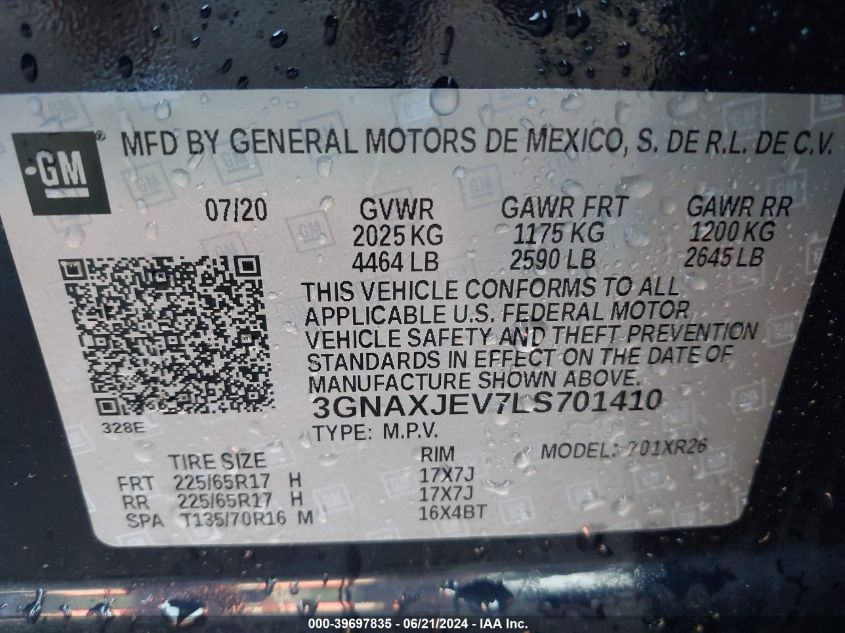 GM ® MFD BY GENERAL MOTORS DE MEXICO, S. DE R.L. DE C.V.
07/20 GVWR GAWR FRT GAWR RR
2025 KG 1175 KG 1200 KG
4464 LB 2590 LB 2645 LB
THIS VEHICLE CONFORMS TO ALL
APPLICABLE U.S. FEDERAL MOTOR
VEHICLE SAFETY AND THEFT PREVENTION
STANDARDS IN EFFECT ON THE DATE OF
MANUFACTURE SHOWN ABOVE.
3GNAXJEV7LS701410
328E
TYPE: M.P.V. MODEL: 701XR26
TIRE SIZE RIM
FRT 225/65R17 H 17X7J
RR 225/65R17 H 17X7J
SPA T135/70R16 M 16X4BT
000-39697835 - 06/21/2024 - IAAI.com